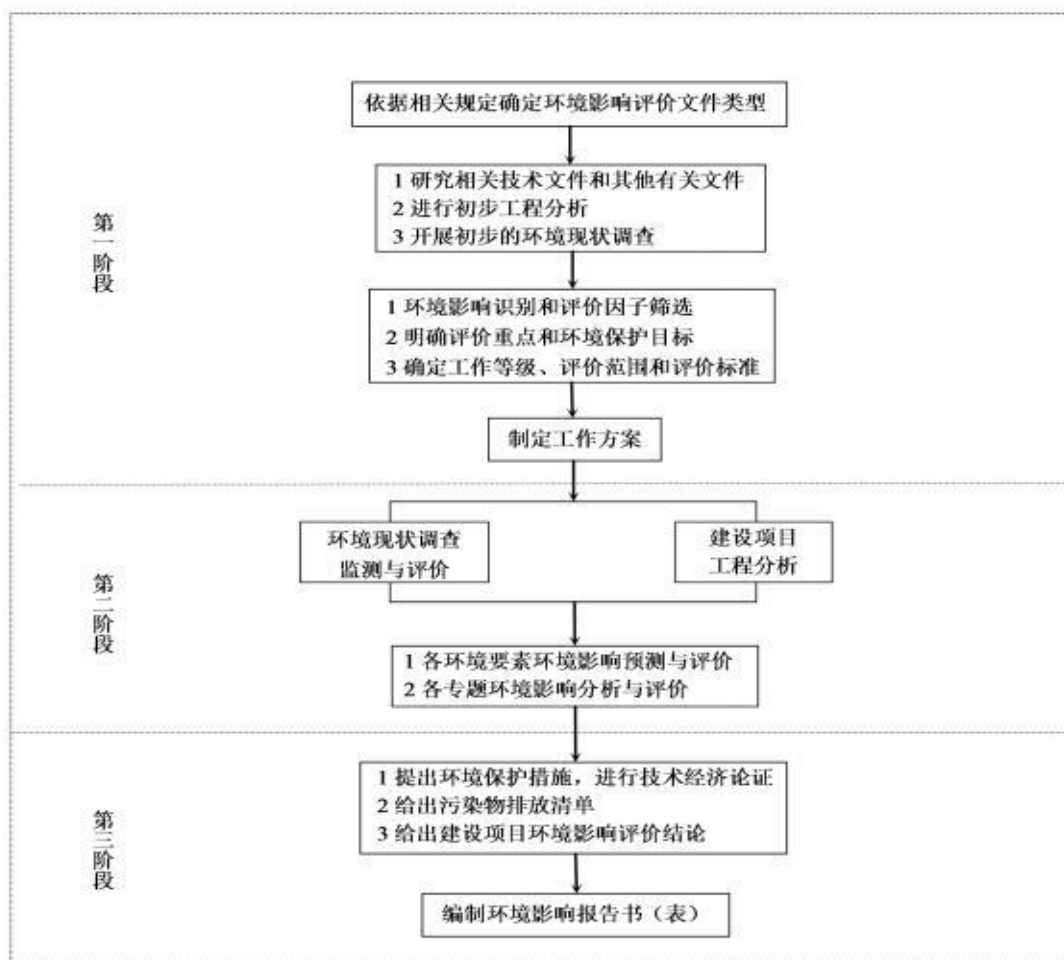 依据相关规定确定环境影响评价文件类型
1 研究相关技术文件和其他有关文件
2 进行初步工程分析
3 开展初步的环境现状调查
第一阶段
1 环境影响识别和评价因子筛选
2 明确评价重点和环境保护目标
3 确定工作等级、评价范围和评价标准
制定工作方案
环境现状调查
监测与评价
建设项目
工程分析
第二阶段
1 各环境要素环境影响预测与评价
2 各专题环境影响分析与评价
1 提出环境保护措施，进行技术经济论证
2 给出污染物排放清单
3 给出建设项目环境影响评价结论
第三阶段
编制环境影响报告书（表）